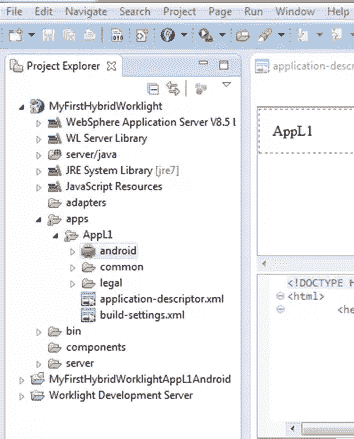 File Edit Navigate Search Project Page Run Window Help
Project Explorer
application-descr
MyFirstHybridWorklight
WebSphere Application Server V8.5 l
WL Server Library
server/java
JRE System Library [jre7]
JavaScript Resources
adapters
apps
AppL1
android
common
legal
application-descriptor.xml
build-settings.xml
bin
components
server
MyFirstHybridWorklightAppL1Android
Worklight Development Server
AppL1
<!DOCTYPE H
<html>
<he